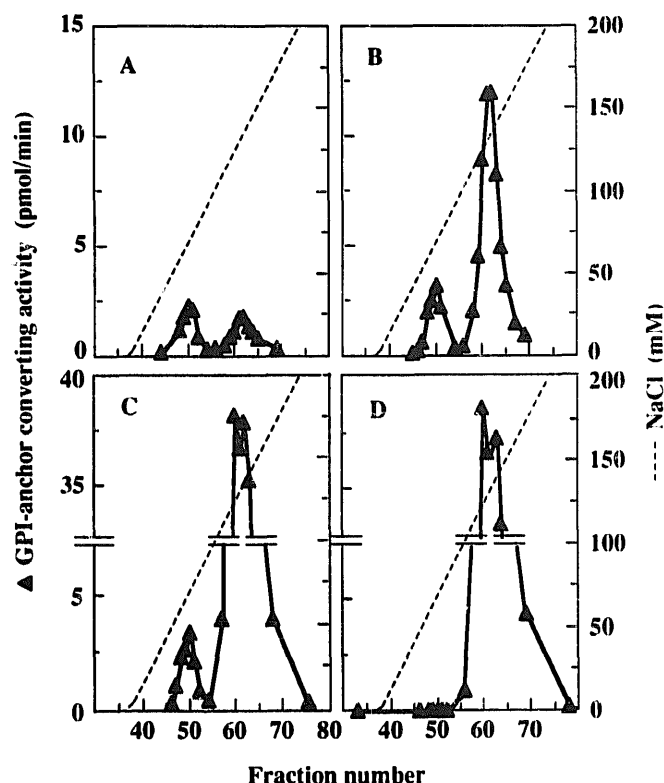 15
10
5
0
A
B
200
150
100
50
0
40
35
5
0
C
D
200
150
100
50
0
40 50 60 70 80
40 50 60 70
▲ GPI-anchor converting activity (pmol/min)
---- NaCl (mM)
Fraction number